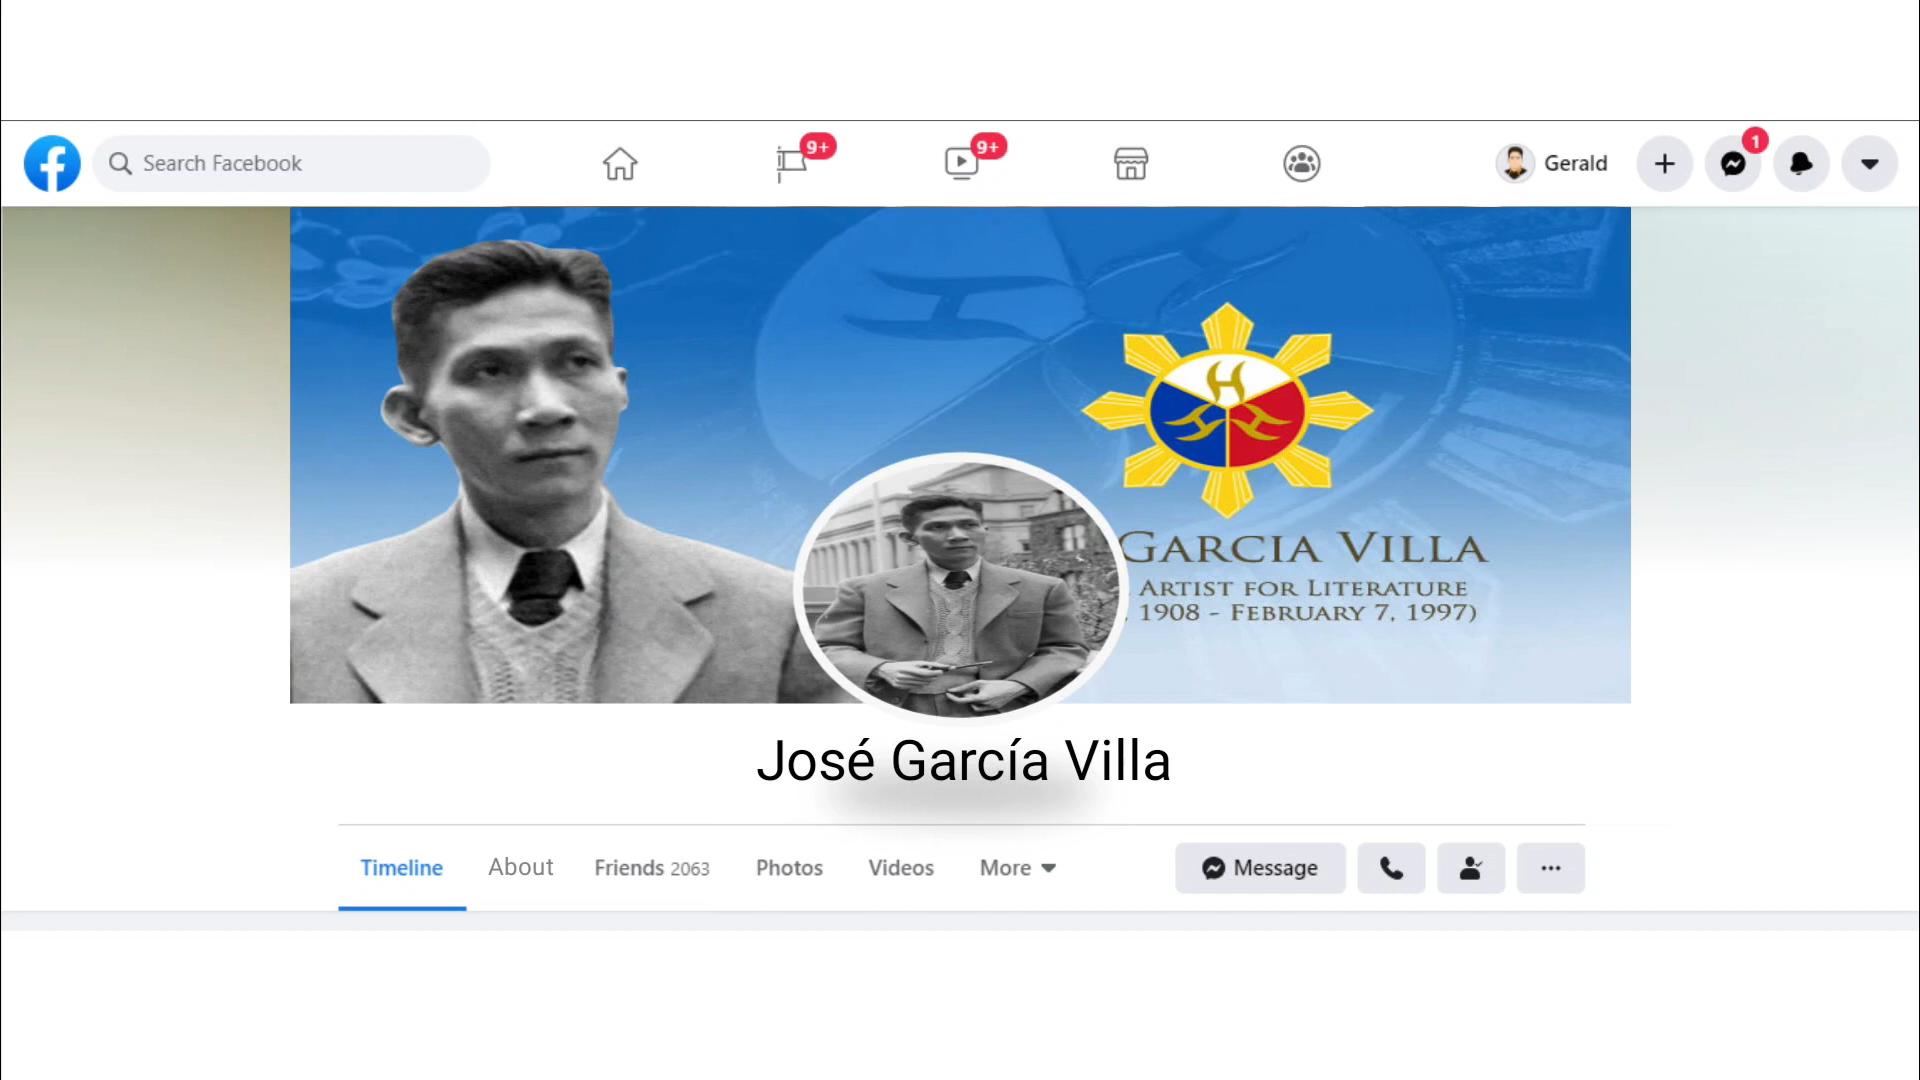 Search Facebook
9+
9+
Gerald
1
GARCIA VILLA
ARTIST FOR LITERATURE
1908 - FEBRUARY 7, 1997)
José García Villa
Timeline About Friends 2063 Photos Videos More Message